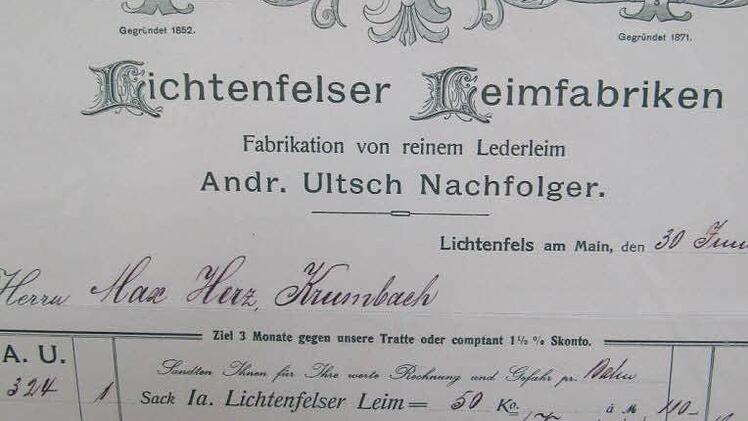 Gegründet 1852.
Gegründet 1871.
Lichtenfelser Leimfabriken
Fabrikation von reinem Lederleim
Andr. Ultsch Nachfolger.
Lichtenfels am Main, den 30 Juni
Herrn Max Herz, Krumbach
Ziel 3 Monate gegen unsere Tratte oder comptant 1½ % Skonto.
A. U.
Sandten Ihnen für Ihre werte Rechnung und Gefahr pr. Bahn
324 1 Sack Ia. Lichtenfelser Leim = 50 Ko. à M 110-